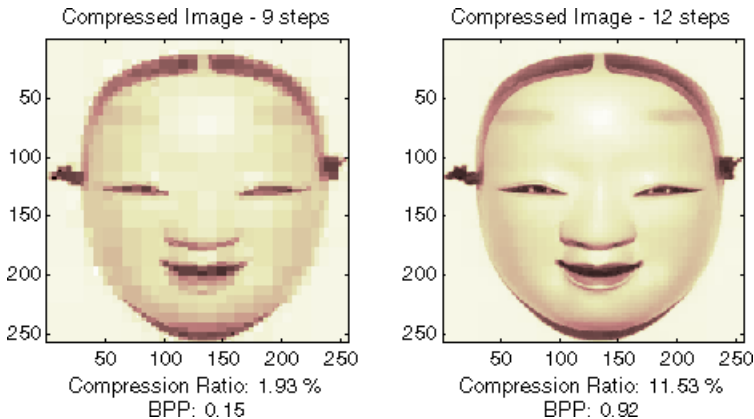 Compressed Image - 9 steps
50
100
150
200
250
50 100 150 200 250
Compression Ratio: 1.93 %
BPP: 0.15
Compressed Image - 12 steps
50
100
150
200
250
50 100 150 200 250
Compression Ratio: 11.53 %
BPP: 0.92